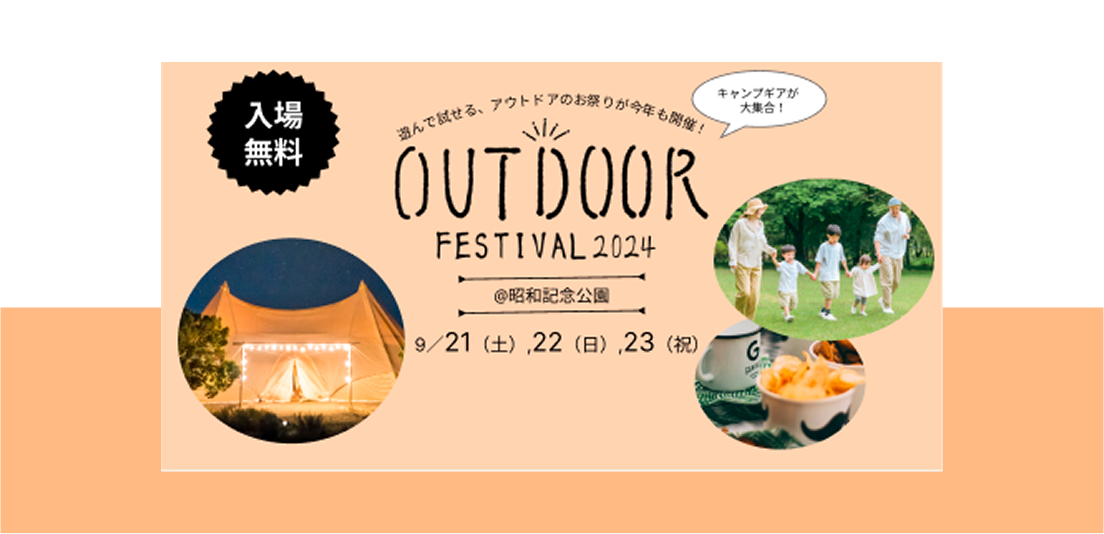 入場
無料
遊んで試せる、アウトドアのお祭りが今年も開催！
キャンプギアが
大集合！
OUTDOOR
FESTIVAL 2024
@昭和記念公園
9／21（土）,22（日）,23（祝）
G